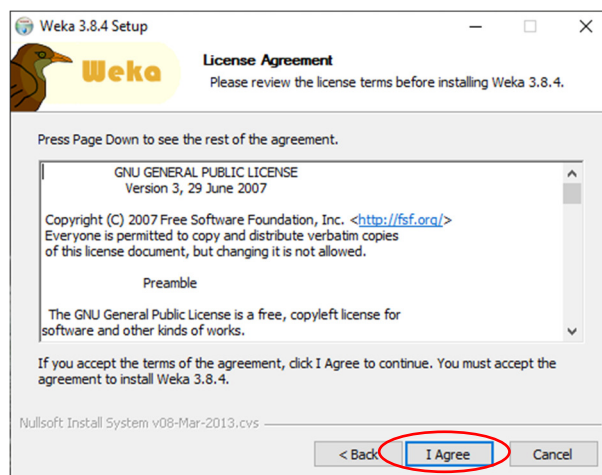 Weka 3.8.4 Setup
Weka
License Agreement
Please review the license terms before installing Weka 3.8.4.
Press Page Down to see the rest of the agreement.
GNU GENERAL PUBLIC LICENSE
Version 3, 29 June 2007
Copyright (C) 2007 Free Software Foundation, Inc. <http://fsf.org/>
Everyone is permitted to copy and distribute verbatim copies
of this license document, but changing it is not allowed.
Preamble
The GNU General Public License is a free, copyleft license for
software and other kinds of works.
If you accept the terms of the agreement, click I Agree to continue. You must accept the
agreement to install Weka 3.8.4.
Nullsoft Install System v08-Mar-2013.cvs
< Back I Agree Cancel